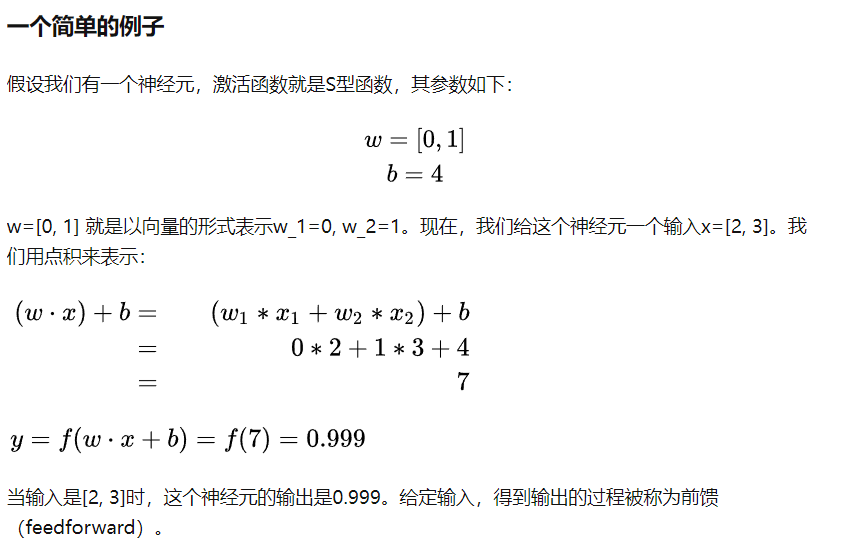 一个简单的例子
假设我们有一个神经元，激活函数就是S型函数，其参数如下：
w = [0, 1]
b = 4
w=[0, 1] 就是以向量的形式表示w_1=0, w_2=1。现在，我们给这个神经元一个输入x=[2, 3]。我
们用点积来表示：
(w · x) + b = (w₁ * x₁ + w₂ * x₂) + b
= 0 * 2 + 1 * 3 + 4
= 7
y = f(w · x + b) = f(7) = 0.999
当输入是[2, 3]时，这个神经元的输出是0.999。给定输入，得到输出的过程被称为前馈
（feedforward）。